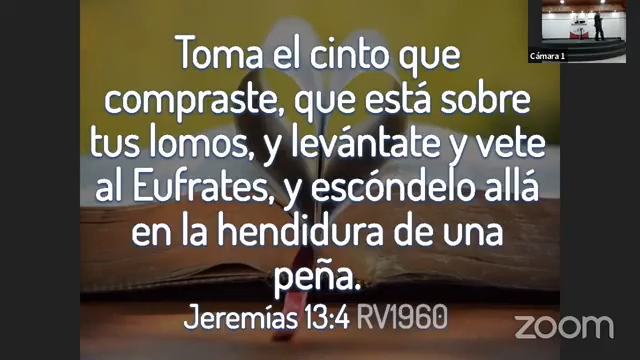 Toma el cinto que
compraste, que está sobre
tus lomos, y levántate y vete
al Eufrates, y escóndelo allá
en la hendidura de una
peña.
Jeremías 13:4 RV1960
Cámara 1
zoom